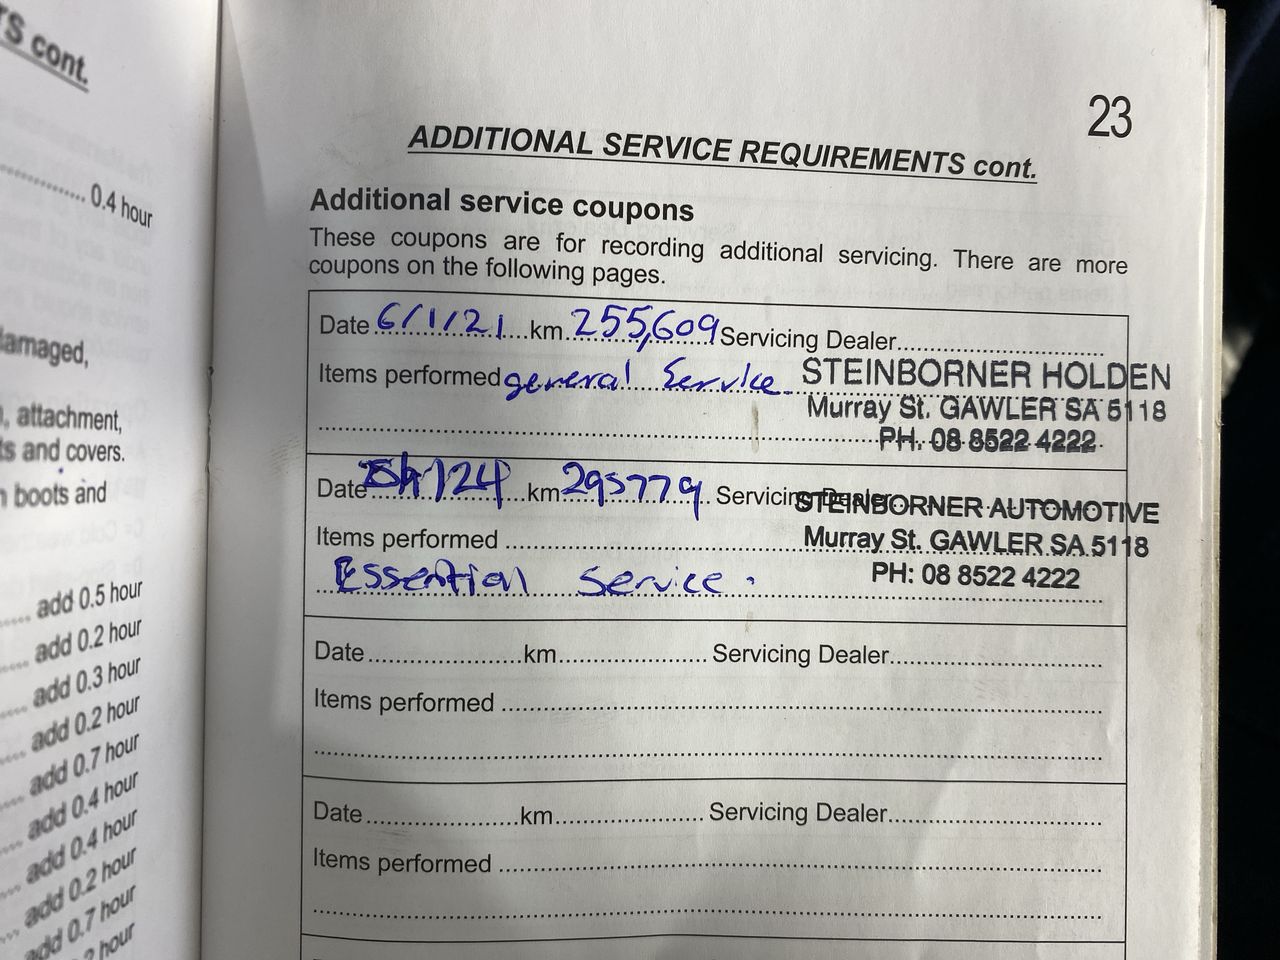 RS cont.
0.4 hour
damaged,
attachment,
and covers.
boots and
add 0.5 hour
add 0.2 hour
add 0.3 hour
add 0.2 hour
add 0.7 hour
add 0.4 hour
add 0.4 hour
add 0.2 hour
add 0.7 hour
hour
23
ADDITIONAL SERVICE REQUIREMENTS cont.
Additional service coupons
These coupons are for recording additional servicing. There are more
coupons on the following pages.
Date 6/1/21 km 255,609 Servicing Dealer
Items performed general Service STEINBORNER HOLDEN
Murray St. GAWLER SA 5118
PH. 08 8522 4222
Date /24 km 295779 Servicing Dealer
STEINBORNER AUTOMOTIVE
Items performed Murray St. GAWLER SA 5118
Essential Service. PH: 08 8522 4222
Date km Servicing Dealer
Items performed
Date km Servicing Dealer
Items performed